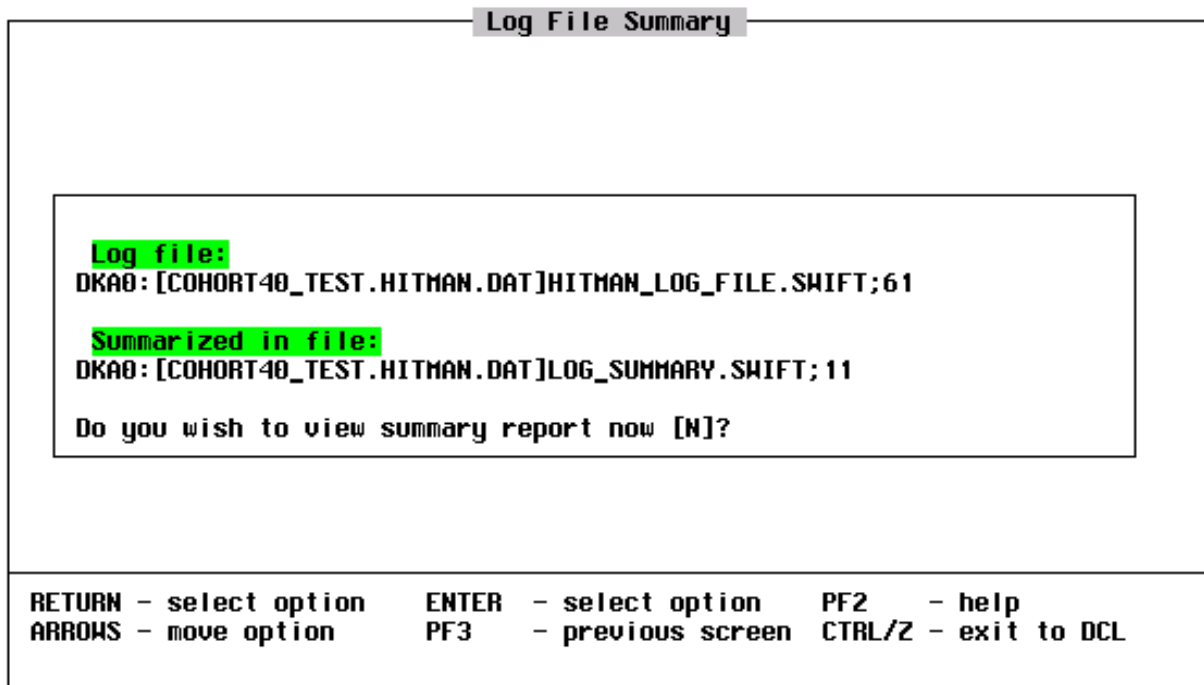 Log File Summary
Log file:
DKA0:[COHORT40_TEST.HITMAN.DAT]HITMAN_LOG_FILE.SWIFT;61
Summarized in file:
DKA0:[COHORT40_TEST.HITMAN.DAT]LOG_SUMMARY.SWIFT;11
Do you wish to view summary report now [N]?
RETURN - select option ENTER - select option PF2 - help
ARROWS - move option PF3 - previous screen CTRL/Z - exit to DCL